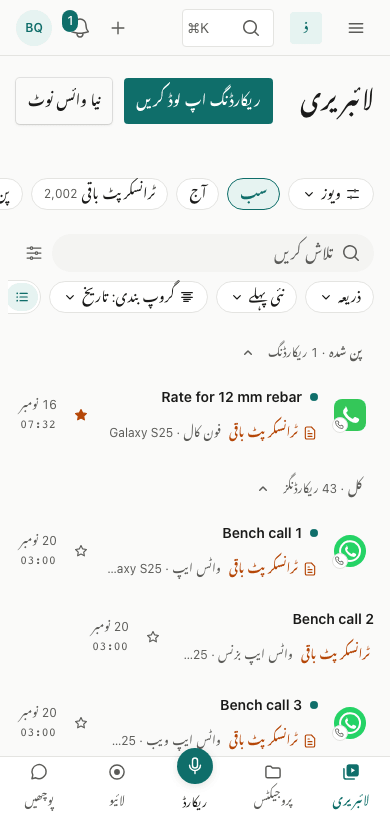 ذ
⌘K
1
BQ
لائبریری
ریکارڈنگ اپ لوڈ کریں
نیا وائس نوٹ
ویوز
سب
آج
ٹرانسکرپٹ باقی 2,002
پن
تلاش کریں
ذریعہ
نئی پہلے
گروپ بندی: تاریخ
پن شدہ · 1 ریکارڈنگ
Rate for 12 mm rebar
16 نومبر
ٹرانسکرپٹ باقی فون کال · Galaxy S25
07:32
کل · 43 ریکارڈنگز
Bench call 1
20 نومبر
ٹرانسکرپٹ باقی واٹس ایپ · axy S25...
03:00
Bench call 2
20 نومبر
ٹرانسکرپٹ باقی واٹس ایپ بزنس · 25...
03:00
Bench call 3
20 نومبر
ٹرانسکرپٹ باقی واٹس ایپ ویب · 25...
03:00
لائبریری
پروجیکٹس
ریکارڈ
لائیو
پوچھیں